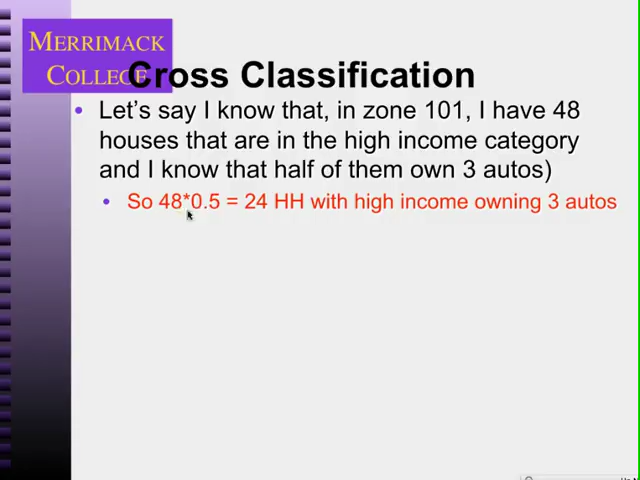 MERRIMACK
COLLEGE
Cross Classification
• Let's say I know that, in zone 101, I have 48
houses that are in the high income category
and I know that half of them own 3 autos)
• So 48*0.5 = 24 HH with high income owning 3 autos